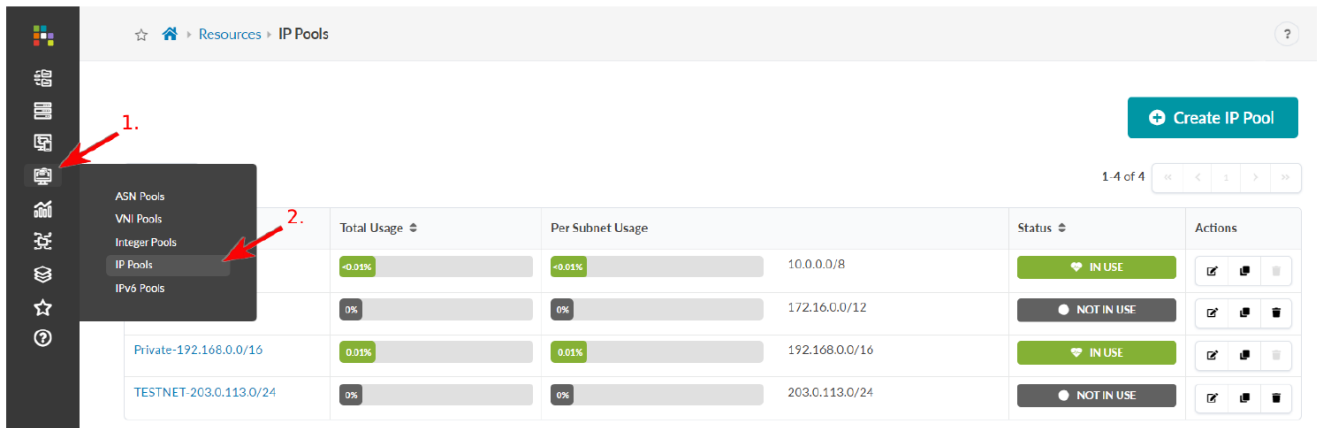 Resources IP Pools
?
1.
Create IP Pool
1-4 of 4
1
ASN Pools
VNI Pools
Integer Pools
IP Pools
IPv6 Pools
2.
Total Usage Per Subnet Usage Status Actions
<0.01% <0.01% 10.0.0.0/8 IN USE
0% 0% 172.16.0.0/12 NOT IN USE
Private-192.168.0.0/16 0.01% 0.01% 192.168.0.0/16 IN USE
TESTNET-203.0.113.0/24 0% 0% 203.0.113.0/24 NOT IN USE